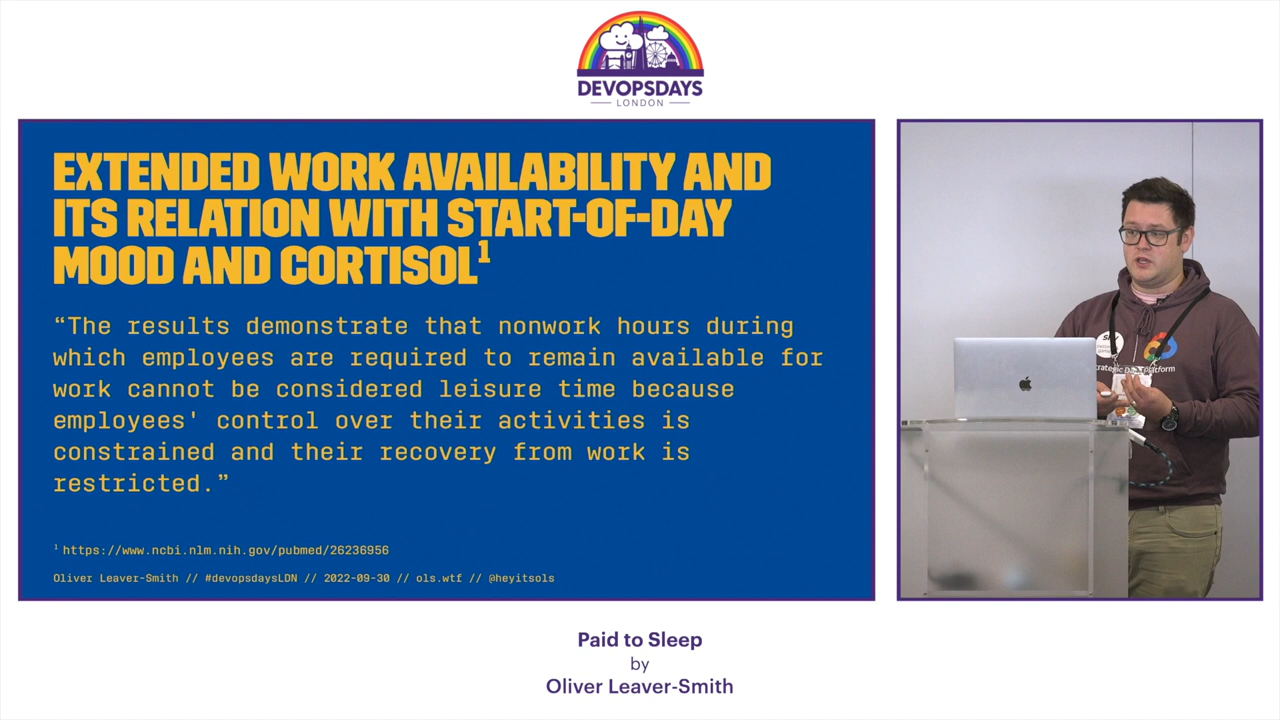 DEVOPSDAYS
LONDON
EXTENDED WORK AVAILABILITY AND
ITS RELATION WITH START-OF-DAY
MOOD AND CORTISOL¹
“The results demonstrate that nonwork hours during
which employees are required to remain available for
work cannot be considered leisure time because
employees' control over their activities is
constrained and their recovery from work is
restricted.”
¹ https://www.ncbi.nlm.nih.gov/pubmed/26236956
Oliver Leaver-Smith // #devopsdaysLDN // 2022-09-30 // ols.wtf // @heyitsols
sky
Platform
Paid to Sleep
by
Oliver Leaver-Smith